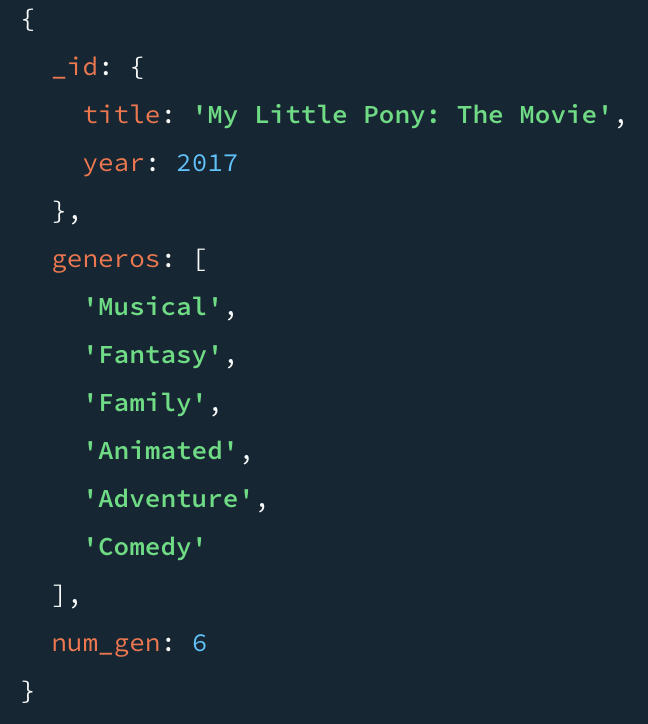 {
  _id: {
    title: 'My Little Pony: The Movie',
    year: 2017
  },
  generos: [
    'Musical',
    'Fantasy',
    'Family',
    'Animated',
    'Adventure',
    'Comedy'
  ],
  num_gen: 6
}